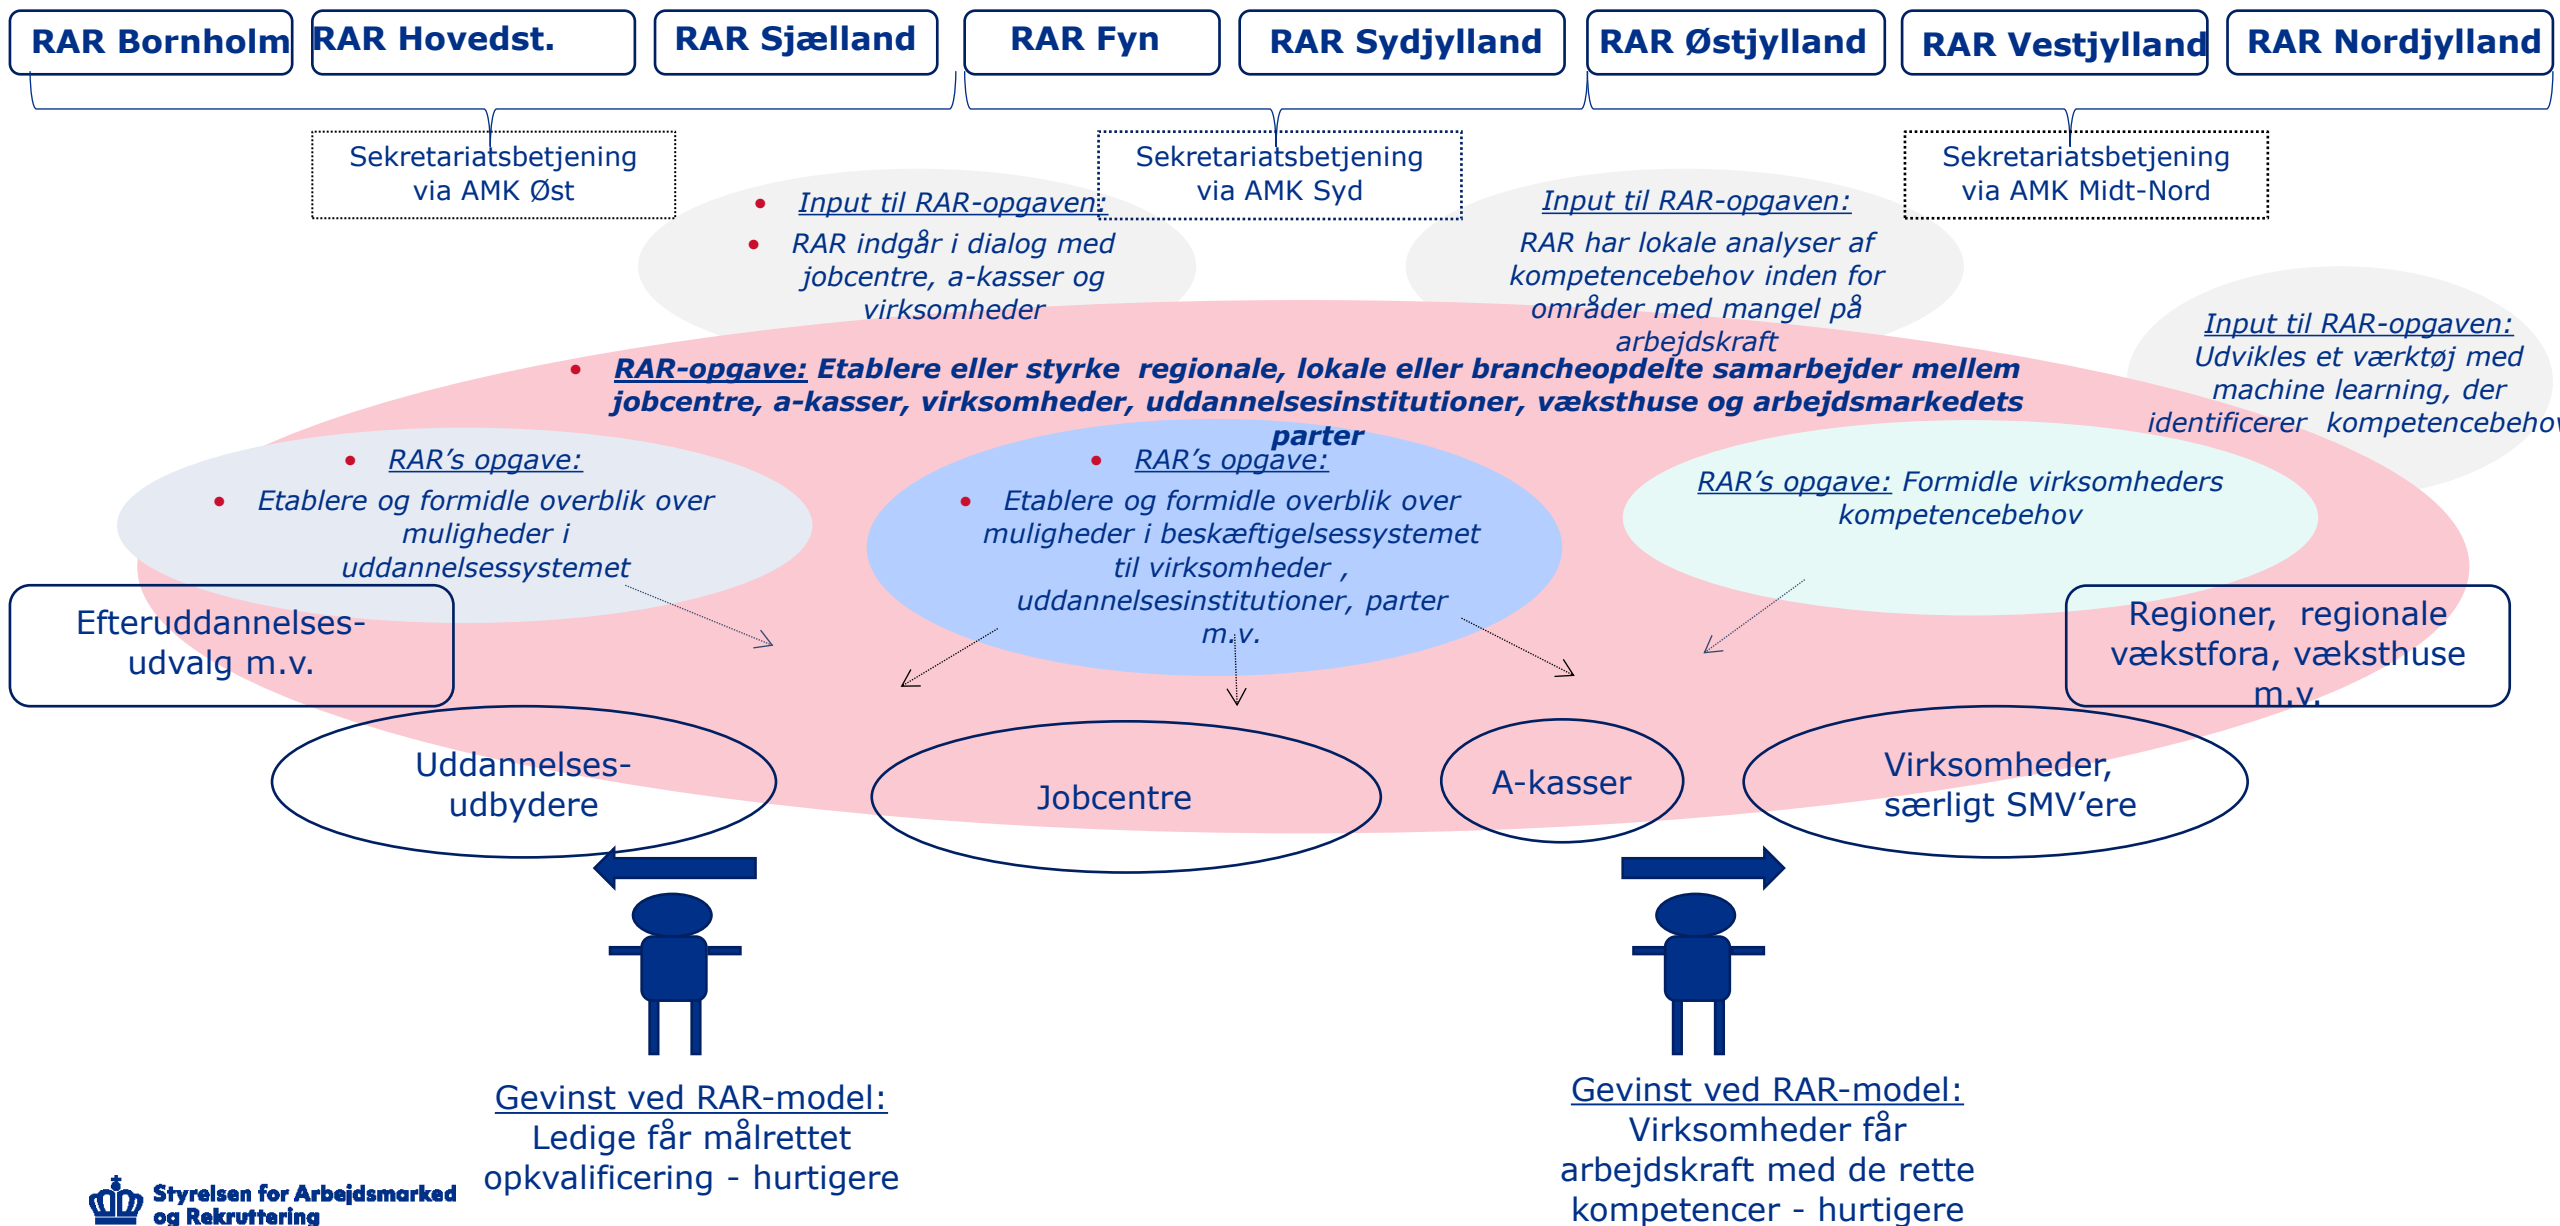 RAR Bornholm
RAR Hovedst.
RAR Sjælland
RAR Fyn
RAR Sydjylland
RAR Østjylland
RAR Vestjylland
RAR Nordjylland
Sekretariatsbetjening
via AMK Øst
Sekretariatsbetjening
via AMK Syd
Sekretariatsbetjening
via AMK Midt-Nord
• Input til RAR-opgaven:
• RAR indgår i dialog med
jobcentre, a-kasser og
virksomheder
Input til RAR-opgaven:
RAR har lokale analyser af
kompetencebehov inden for
områder med mangel på
arbejdskraft
Input til RAR-opgaven:
Udvikles et værktøj med
machine learning, der
identificerer kompetencebehov
• RAR-opgave: Etablere eller styrke regionale, lokale eller brancheopdelte samarbejder mellem
jobcentre, a-kasser, virksomheder, uddannelsesinstitutioner, væksthuse og arbejdsmarkedets
parter
• RAR’s opgave:
• Etablere og formidle overblik over
muligheder i
uddannelsessystemet
• RAR’s opgave:
• Etablere og formidle overblik over
muligheder i beskæftigelsessystemet
til virksomheder ,
uddannelsesinstitutioner, parter
m.v.
RAR’s opgave: Formidle virksomheders
kompetencebehov
Efteruddannelses-
udvalg m.v.
Regioner, regionale
vækstfora, væksthuse
m.v.
Uddannelses-
udbydere
Jobcentre
A-kasser
Virksomheder,
særligt SMV’ere
Gevinst ved RAR-model:
Ledige får målrettet
opkvalificering - hurtigere
Gevinst ved RAR-model:
Virksomheder får
arbejdskraft med de rette
kompetencer - hurtigere
Styrelsen for Arbejdsmarked
og Rekruttering